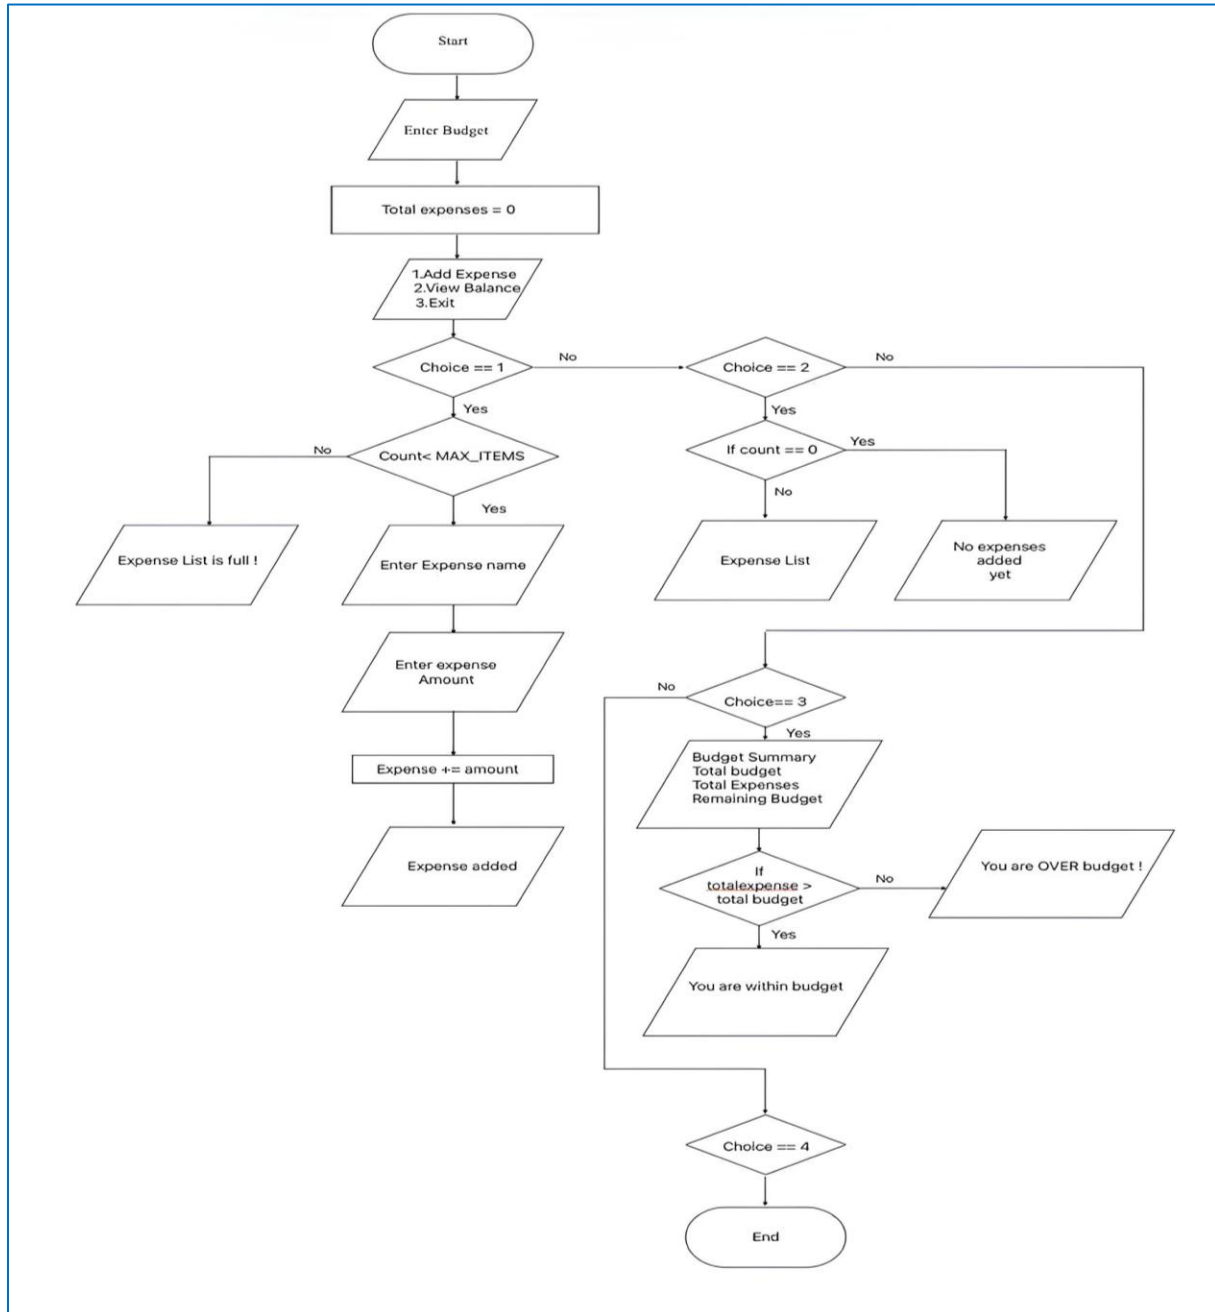 Start
Enter Budget
Total expenses = 0
1.Add Expense
2.View Balance
3.Exit
Choice == 1
No
Choice == 2
No
Yes
Yes
No
Count< MAX_ITEMS
If count == 0
Yes
Yes
No
Expense List is full !
Enter Expense name
Expense List
No expenses
added
yet
Enter expense
Amount
No
Choice== 3
Yes
Expense += amount
Budget Summary
Total budget
Total Expenses
Remaining Budget
Expense added
If
totalexpense >
total budget
No
You are OVER budget !
Yes
You are within budget
Choice == 4
End